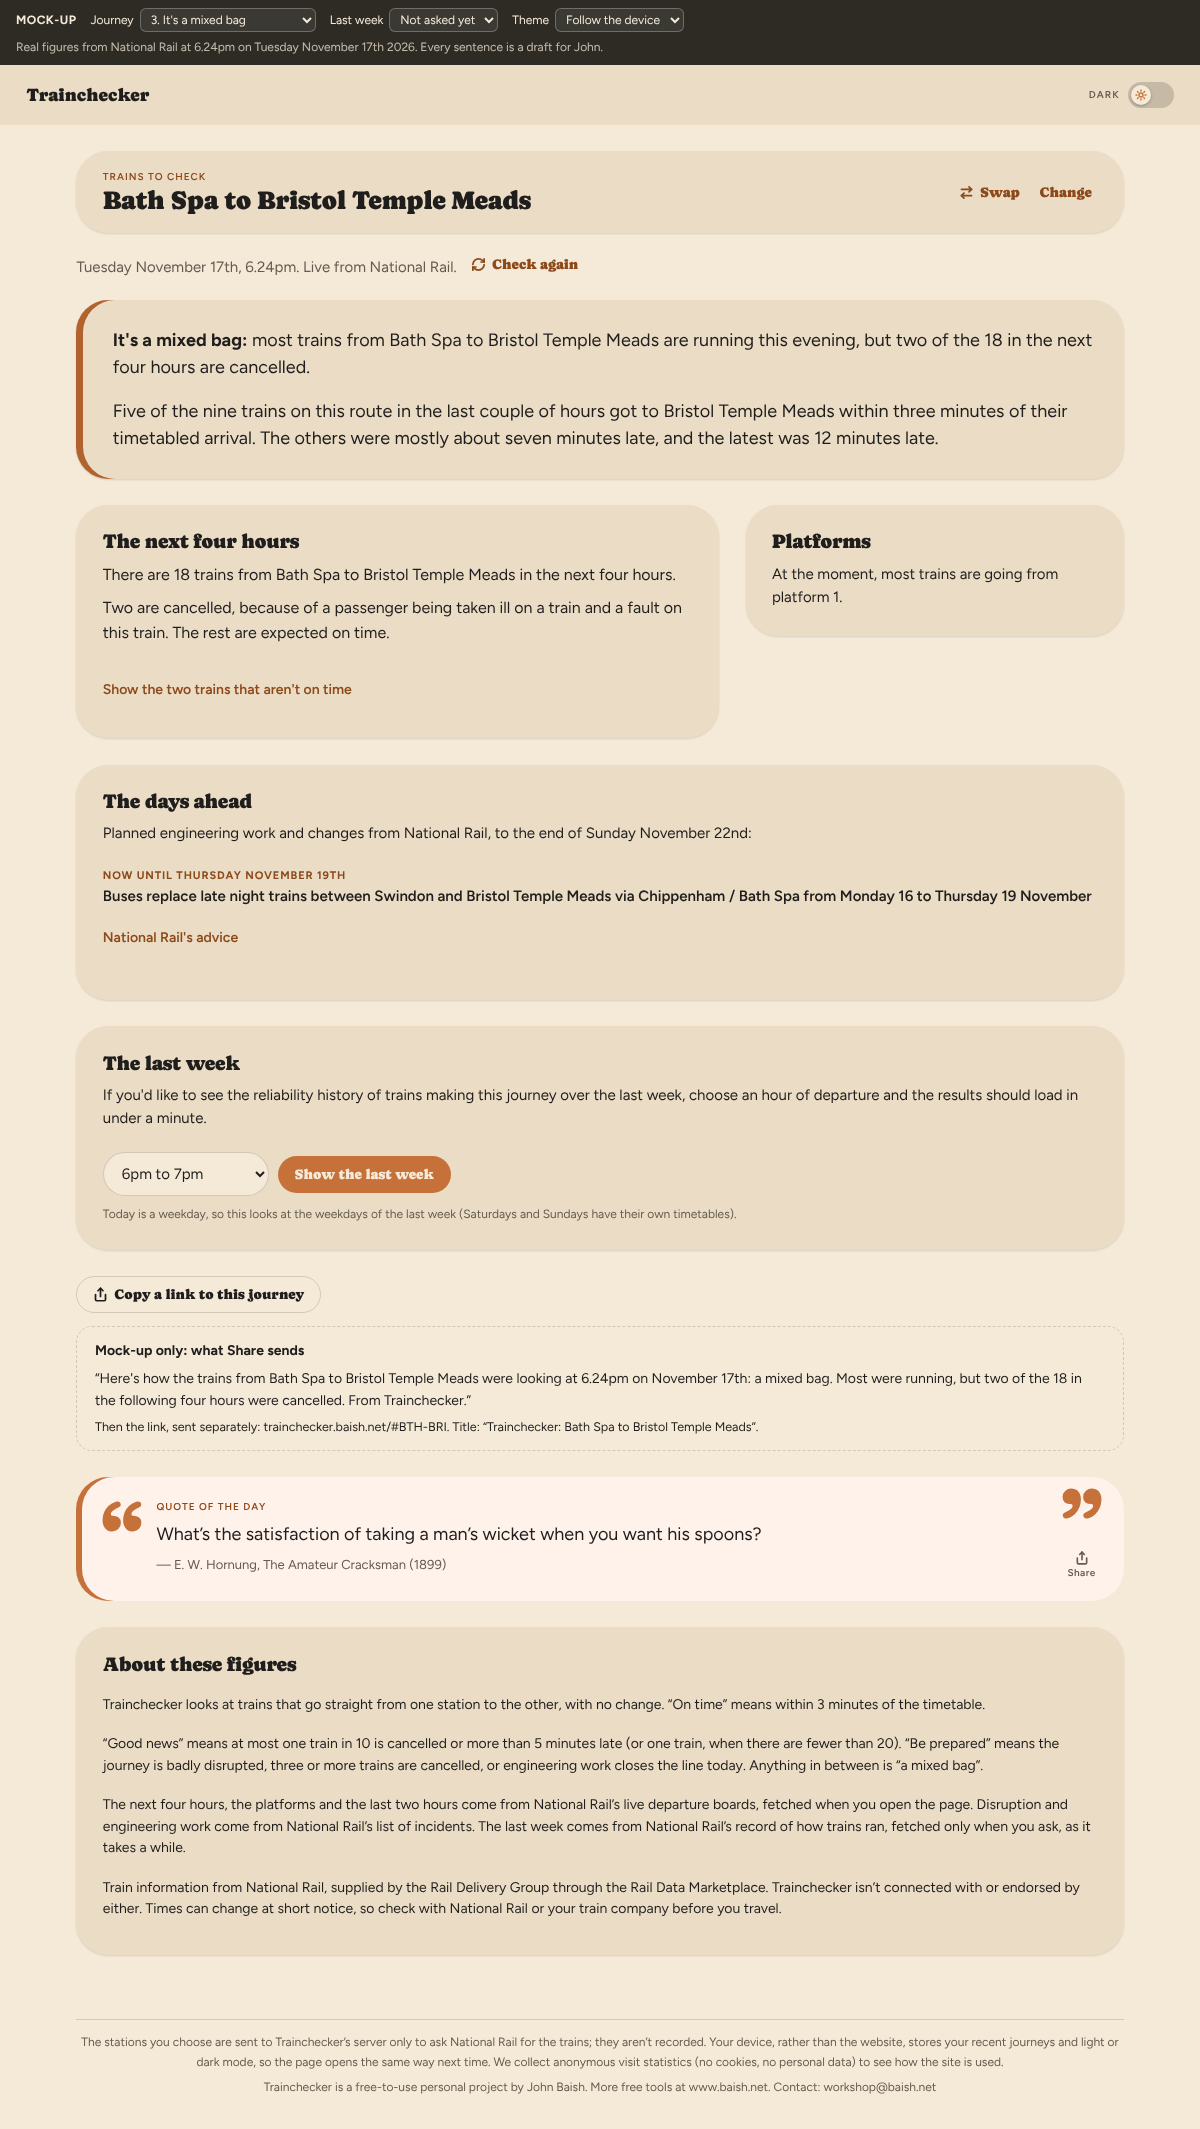 MOCK-UP Journey 3. It's a mixed bag Last week Not asked yet Theme Follow the device
Real figures from National Rail at 6.24pm on Tuesday November 17th 2026. Every sentence is a draft for John.
Trainchecker
DARK
TRAINS TO CHECK
Bath Spa to Bristol Temple Meads
Swap Change
Tuesday November 17th, 6.24pm. Live from National Rail. Check again
It's a mixed bag: most trains from Bath Spa to Bristol Temple Meads are running this evening, but two of the 18 in the next
four hours are cancelled.
Five of the nine trains on this route in the last couple of hours got to Bristol Temple Meads within three minutes of their
timetabled arrival. The others were mostly about seven minutes late, and the latest was 12 minutes late.
The next four hours
There are 18 trains from Bath Spa to Bristol Temple Meads in the next four hours.
Two are cancelled, because of a passenger being taken ill on a train and a fault on
this train. The rest are expected on time.
Show the two trains that aren't on time
Platforms
At the moment, most trains are going from
platform 1.
The days ahead
Planned engineering work and changes from National Rail, to the end of Sunday November 22nd:
NOW UNTIL THURSDAY NOVEMBER 19TH
Buses replace late night trains between Swindon and Bristol Temple Meads via Chippenham / Bath Spa from Monday 16 to Thursday 19 November
National Rail's advice
The last week
If you'd like to see the reliability history of trains making this journey over the last week, choose an hour of departure and the results should load in
under a minute.
6pm to 7pm Show the last week
Today is a weekday, so this looks at the weekdays of the last week (Saturdays and Sundays have their own timetables).
Copy a link to this journey
Mock-up only: what Share sends
“Here's how the trains from Bath Spa to Bristol Temple Meads were looking at 6.24pm on November 17th: a mixed bag. Most were running, but two of the 18 in
the following four hours were cancelled. From Trainchecker.”
Then the link, sent separately: trainchecker.baish.net/#BTH-BRI. Title: “Trainchecker: Bath Spa to Bristol Temple Meads”.
“ QUOTE OF THE DAY ”
What’s the satisfaction of taking a man’s wicket when you want his spoons?
— E. W. Hornung, The Amateur Cracksman (1899)
Share
About these figures
Trainchecker looks at trains that go straight from one station to the other, with no change. “On time” means within 3 minutes of the timetable.
“Good news” means at most one train in 10 is cancelled or more than 5 minutes late (or one train, when there are fewer than 20). “Be prepared” means the
journey is badly disrupted, three or more trains are cancelled, or engineering work closes the line today. Anything in between is “a mixed bag”.
The next four hours, the platforms and the last two hours come from National Rail’s live departure boards, fetched when you open the page. Disruption and
engineering work come from National Rail’s list of incidents. The last week comes from National Rail’s record of how trains ran, fetched only when you ask, as it
takes a while.
Train information from National Rail, supplied by the Rail Delivery Group through the Rail Data Marketplace. Trainchecker isn’t connected with or endorsed by
either. Times can change at short notice, so check with National Rail or your train company before you travel.
The stations you choose are sent to Trainchecker’s server only to ask National Rail for the trains; they aren’t recorded. Your device, rather than the website, stores your recent journeys and light or
dark mode, so the page opens the same way next time. We collect anonymous visit statistics (no cookies, no personal data) to see how the site is used.
Trainchecker is a free-to-use personal project by John Baish. More free tools at www.baish.net. Contact: workshop@baish.net